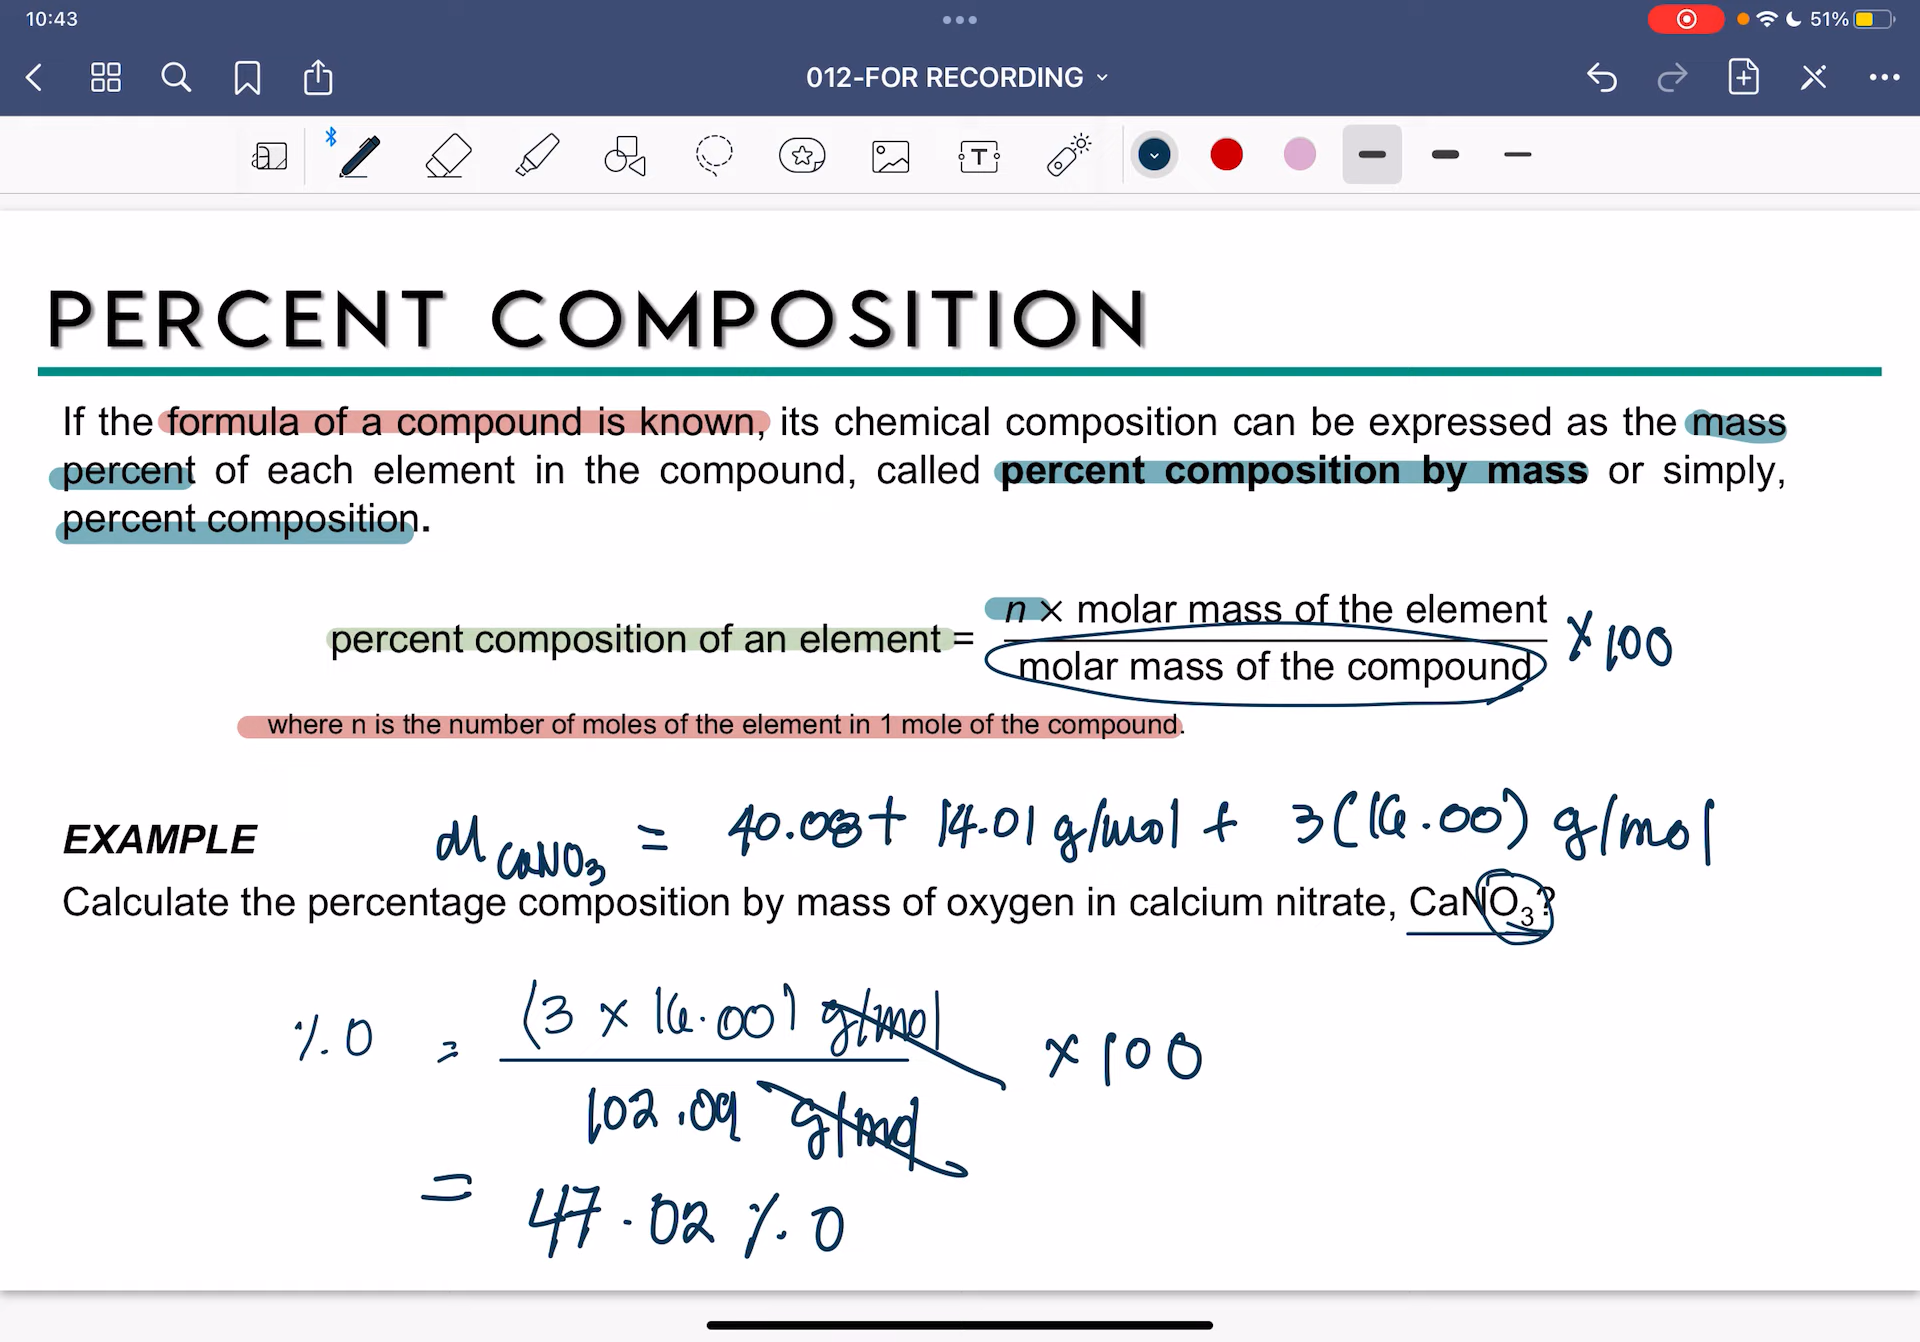 10:43
51%
012-FOR RECORDING
PERCENT COMPOSITION
If the formula of a compound is known, its chemical composition can be expressed as the mass
percent of each element in the compound, called percent composition by mass or simply,
percent composition.
n × molar mass of the element
percent composition of an element = × 100
molar mass of the compound
where n is the number of moles of the element in 1 mole of the compound.
M CaNO₃ = 40.08 + 14.01 g/mol + 3(16.00) g/mol
EXAMPLE
Calculate the percentage composition by mass of oxygen in calcium nitrate, CaNO₃?
(3 × 16.00) g/mol
% O = × 100
102.09 g/mol
= 47.02 % O